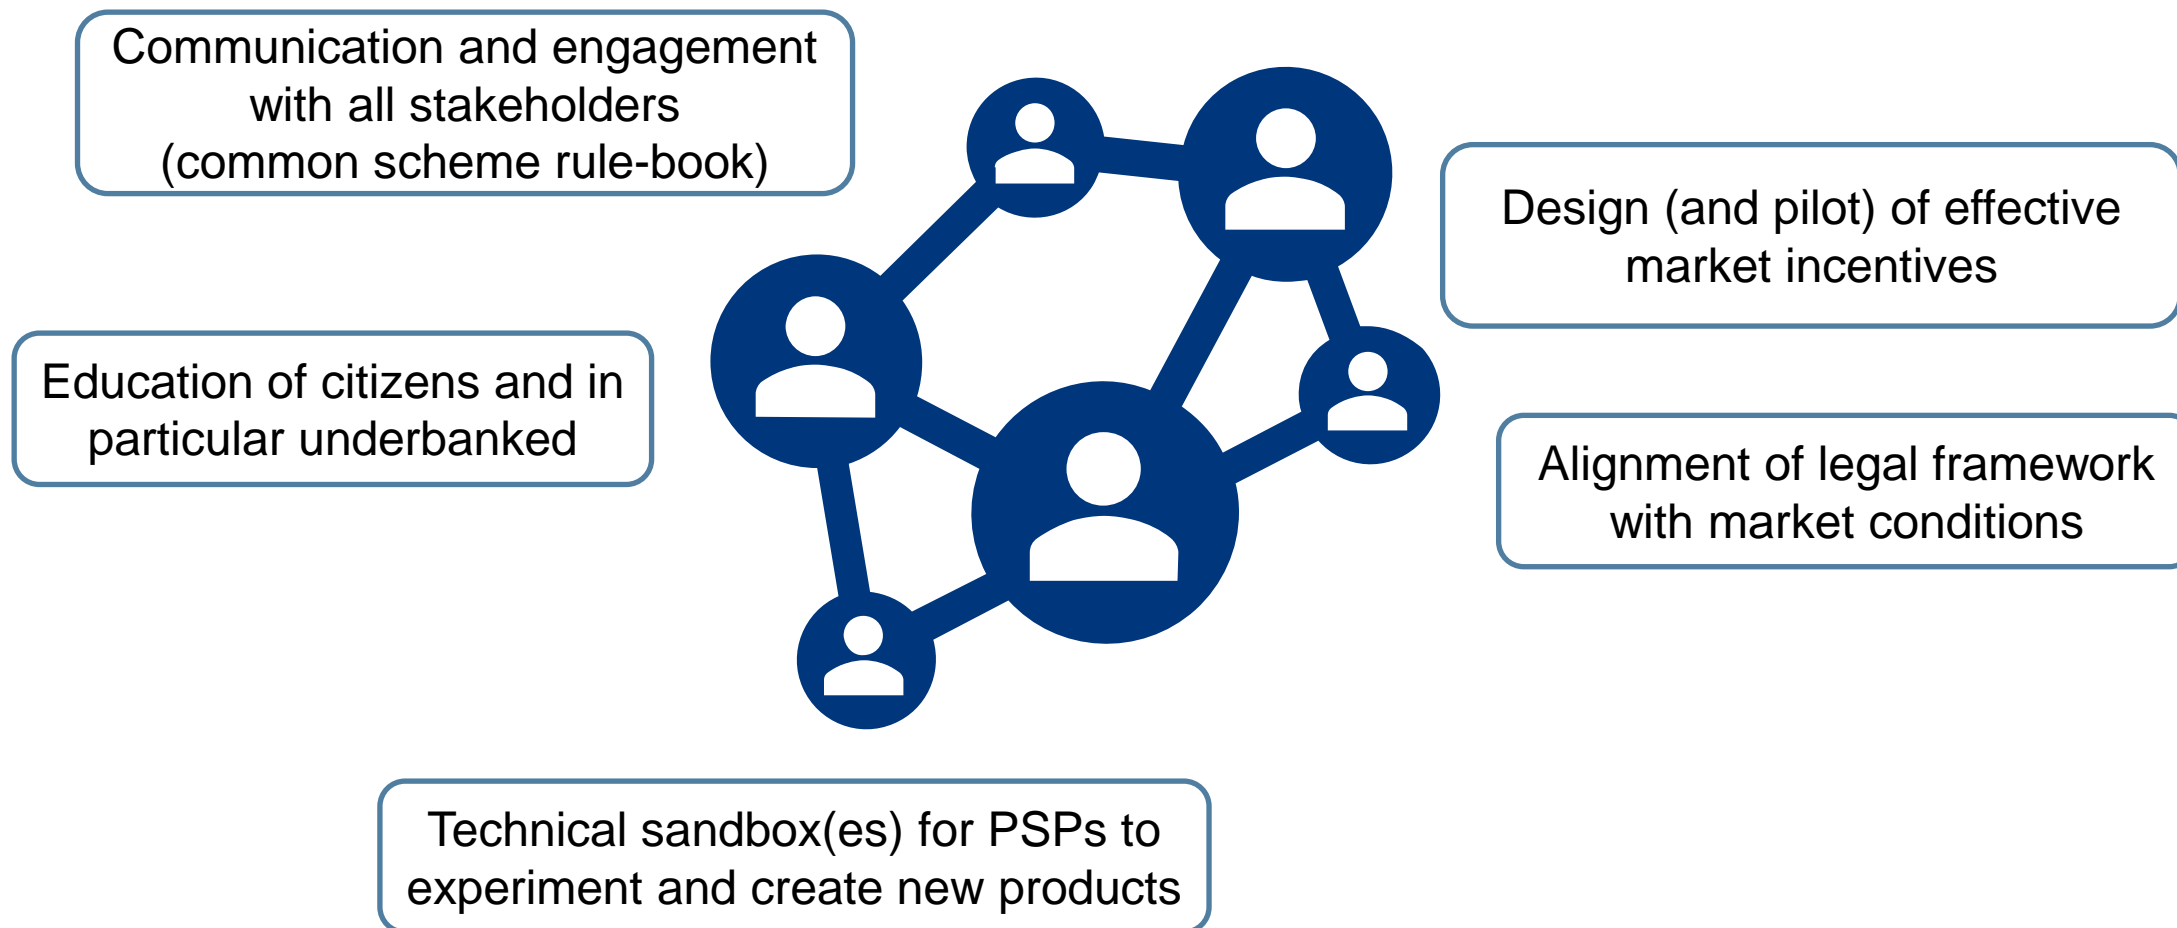 Communication and engagement
with all stakeholders
(common scheme rule-book)
Design (and pilot) of effective
market incentives
Education of citizens and in
particular underbanked
Alignment of legal framework
with market conditions
Technical sandbox(es) for PSPs to
experiment and create new products